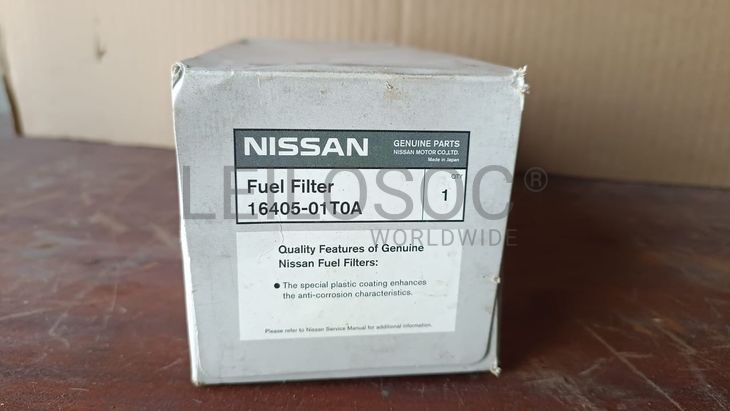 NISSAN
GENUINE PARTS
NISSAN MOTOR CO.,LTD.
Made in Japan
Fuel Filter
16405-01T0A
QTY
1
LEILOSOC®
WORLDWIDE
Quality Features of Genuine
Nissan Fuel Filters:
● The special plastic coating enhances
the anti-corrosion characteristics.
Please refer to Nissan Service Manual for additional information.